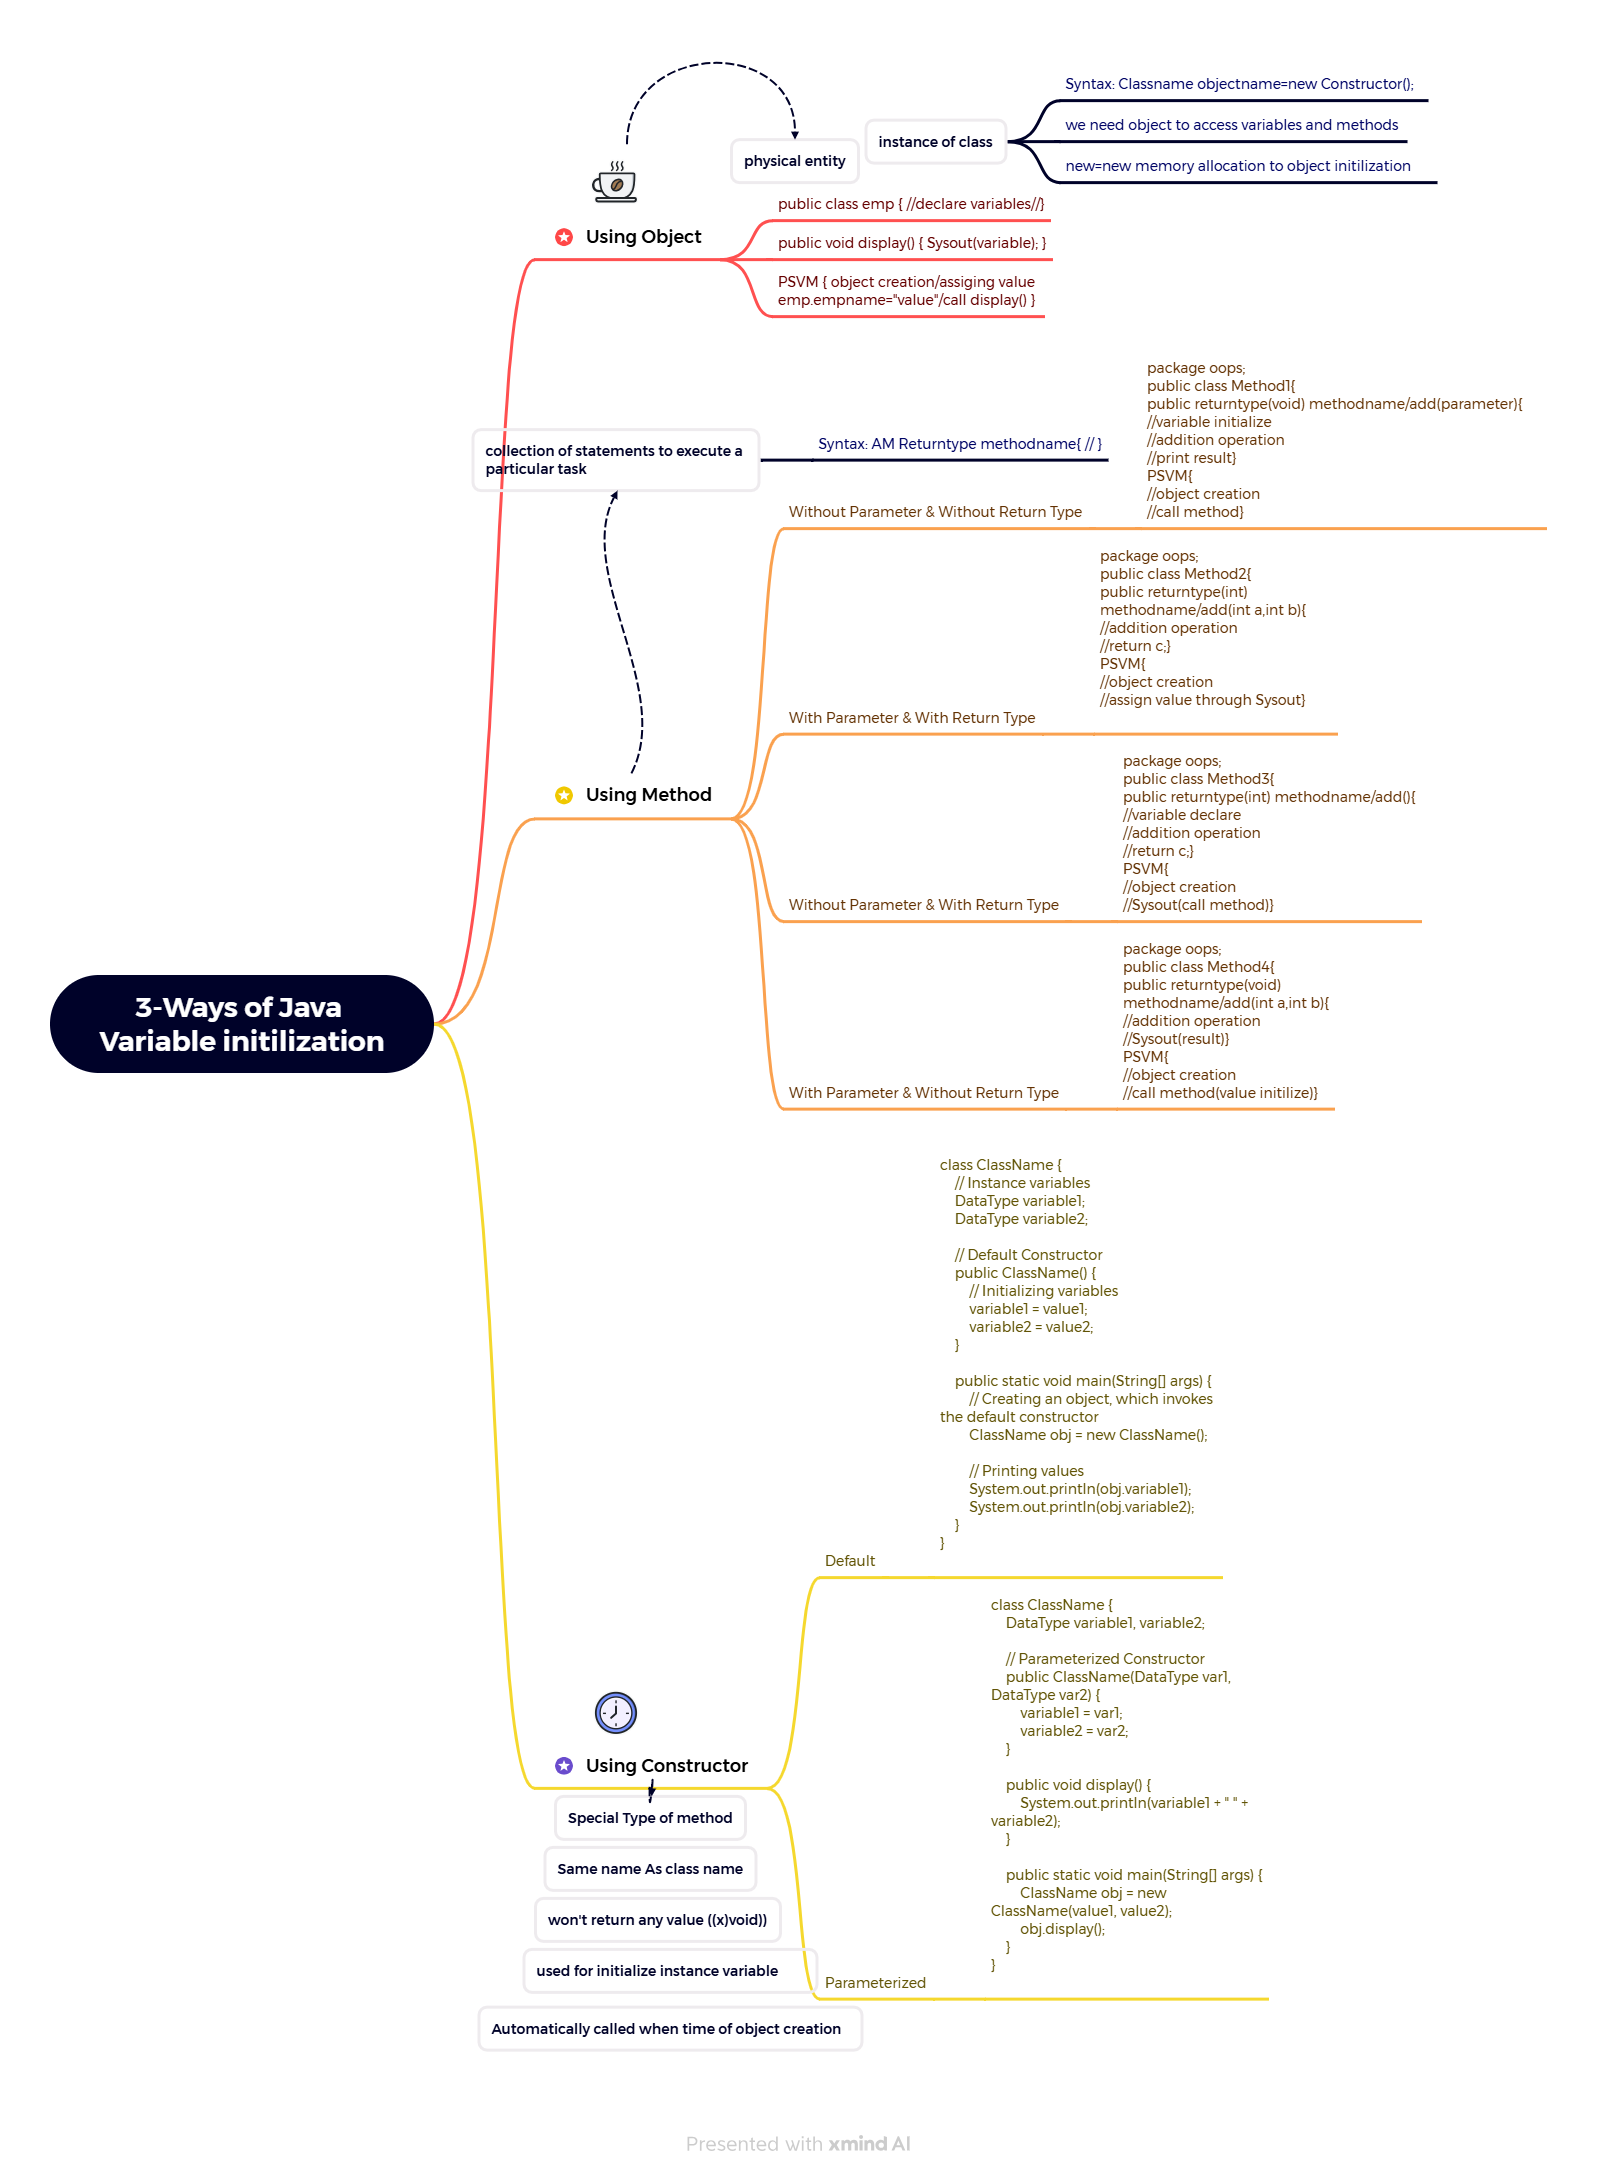 3-Ways of Java
Variable initilization
Using Object
physical entity
instance of class
Syntax: Classname objectname=new Constructor();
we need object to access variables and methods
new=new memory allocation to object initilization
public class emp { //declare variables//}
public void display() { Sysout(variable); }
PSVM { object creation/assiging value
emp.empname="value"/call display() }
Using Method
collection of statements to execute a
particular task
Syntax: AM Returntype methodname{ // }
Without Parameter & Without Return Type
package oops;
public class Method1{
public returntype(void) methodname/add(parameter){
//variable initialize
//addition operation
//print result}
PSVM{
//object creation
//call method}
With Parameter & With Return Type
package oops;
public class Method2{
public returntype(int)
methodname/add(int a,int b){
//addition operation
//return c;}
PSVM{
//object creation
//assign value through Sysout}
Without Parameter & With Return Type
package oops;
public class Method3{
public returntype(int) methodname/add(){
//variable declare
//addition operation
//return c;}
PSVM{
//object creation
//Sysout(call method)}
With Parameter & Without Return Type
package oops;
public class Method4{
public returntype(void)
methodname/add(int a,int b){
//addition operation
//Sysout(result)}
PSVM{
//object creation
//call method(value initilize)}
Using Constructor
Special Type of method
Same name As class name
won't return any value ((x)void))
used for initialize instance variable
Automatically called when time of object creation
Default
class ClassName {
// Instance variables
DataType variable1;
DataType variable2;
// Default Constructor
public ClassName() {
// Initializing variables
variable1 = value1;
variable2 = value2;
}
public static void main(String[] args) {
// Creating an object, which invokes
the default constructor
ClassName obj = new ClassName();
// Printing values
System.out.println(obj.variable1);
System.out.println(obj.variable2);
}
}
Parameterized
class ClassName {
DataType variable1, variable2;
// Parameterized Constructor
public ClassName(DataType var1,
DataType var2) {
variable1 = var1;
variable2 = var2;
}
public void display() {
System.out.println(variable1 + " " +
variable2);
}
public static void main(String[] args) {
ClassName obj = new
ClassName(value1, value2);
obj.display();
}
}
Presented with xmind AI